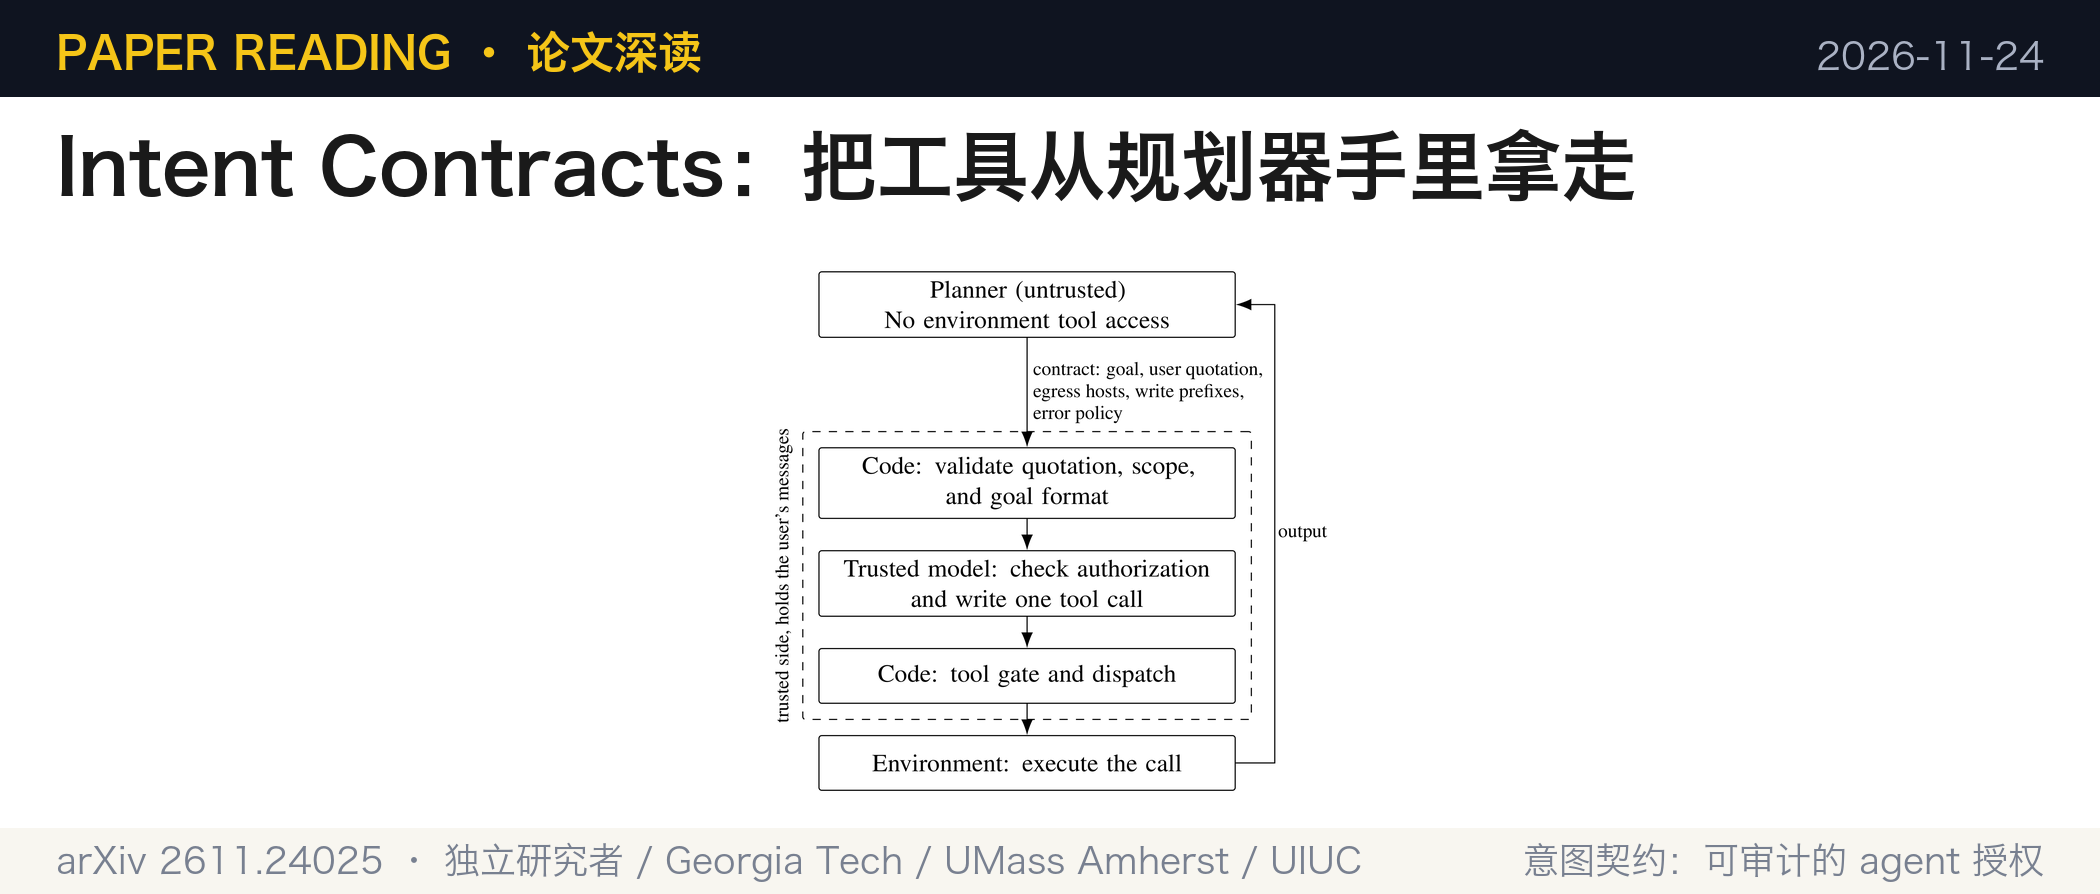 PAPER READING · 论文深读
2026-11-24
Intent Contracts：把工具从规划器手里拿走
Planner (untrusted)
No environment tool access
contract: goal, user quotation,
egress hosts, write prefixes,
error policy
trusted side, holds the user's messages
Code: validate quotation, scope,
and goal format
Trusted model: check authorization
and write one tool call
output
Code: tool gate and dispatch
Environment: execute the call
arXiv 2611.24025 · 独立研究者 / Georgia Tech / UMass Amherst / UIUC
意图契约：可审计的 agent 授权